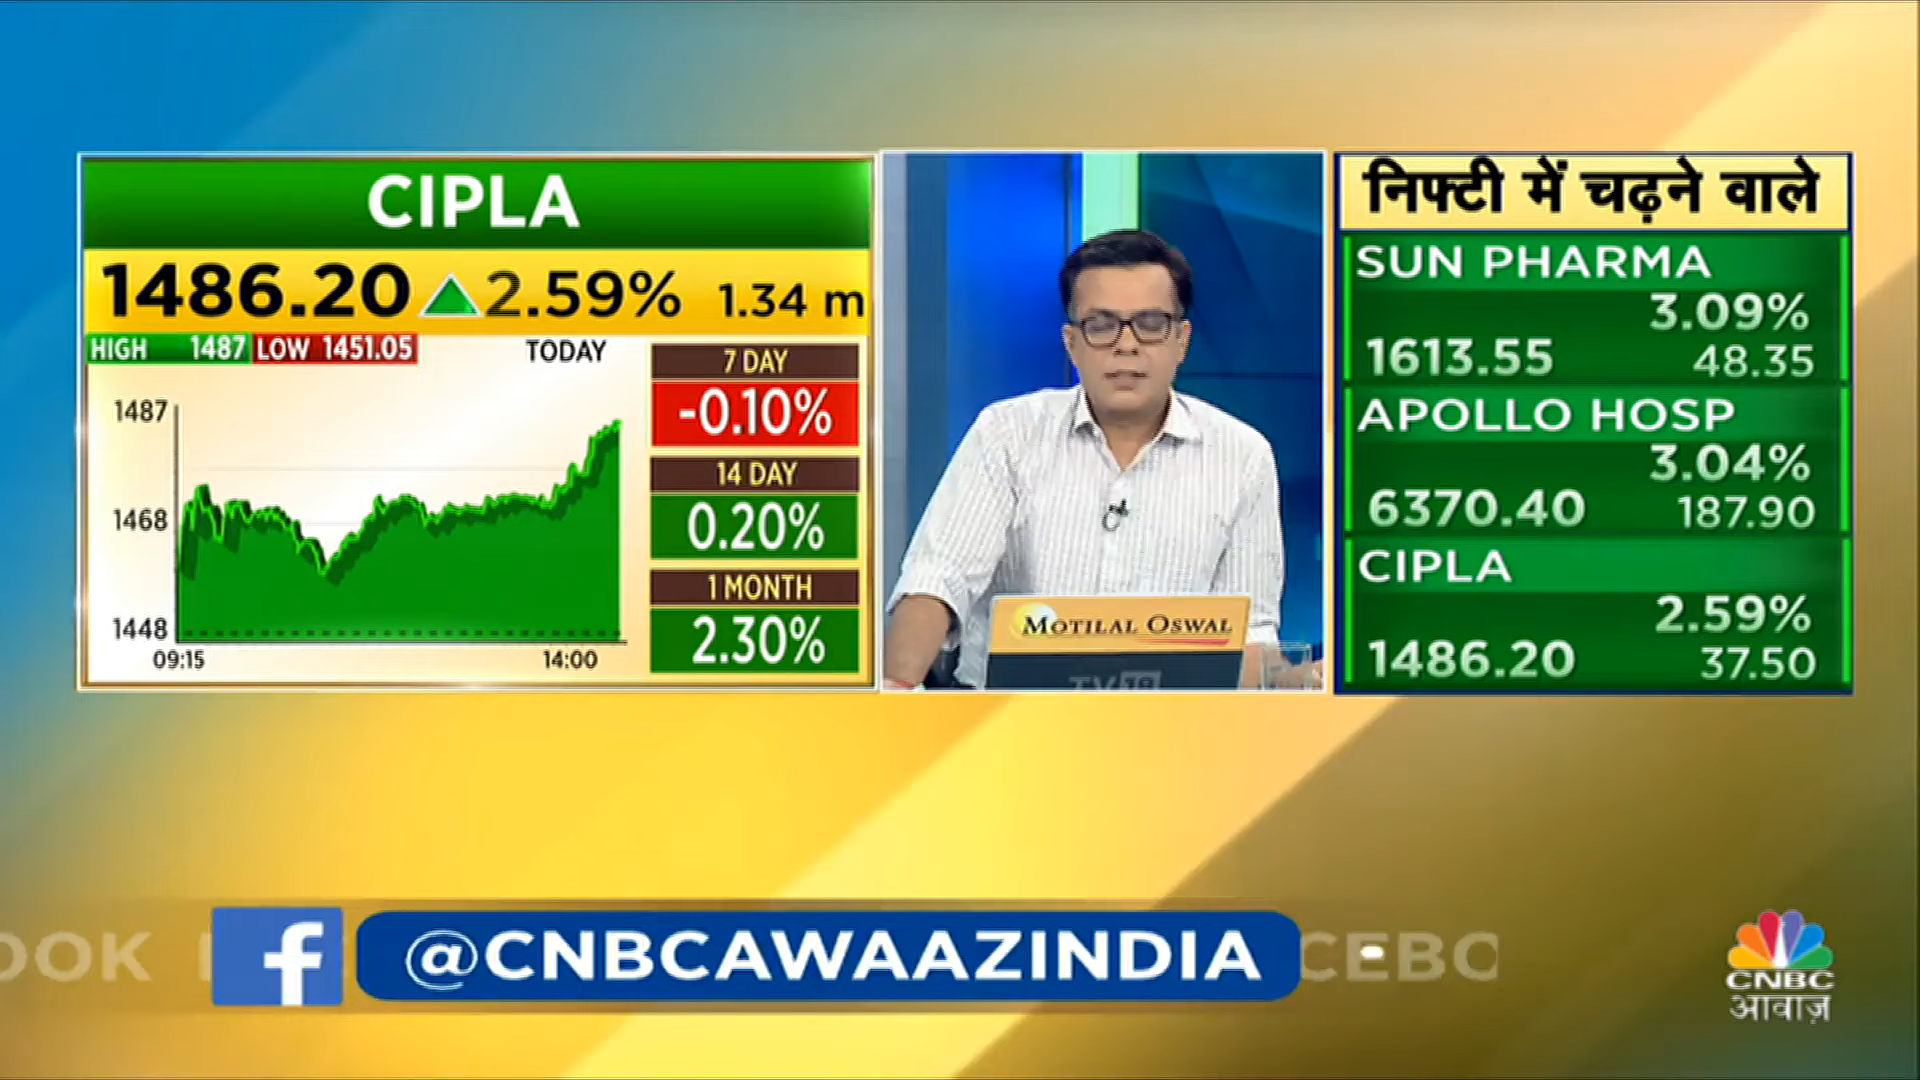 CIPLA
1486.20 2.59% 1.34 m
HIGH 1487 LOW 1451.05
TODAY
1487
1468
1448
09:15 14:00
7 DAY
-0.10%
14 DAY
0.20%
1 MONTH
2.30%
MOTILAL OSWAL
TV18
निफ्टी में चढ़ने वाले
SUN PHARMA
3.09%
1613.55 48.35
APOLLO HOSP
3.04%
6370.40 187.90
CIPLA
2.59%
1486.20 37.50
OOK f @CNBCAWAAZINDIA CEBO
CNBC
आवाज़